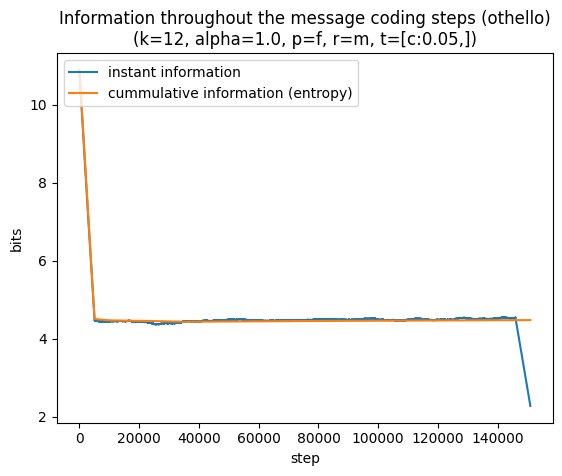 Information throughout the message coding steps (othello)
(k=12, alpha=1.0, p=f, r=m, t=[c:0.05,])
instant information
cummulative information (entropy)
10
8
6
4
2
bits
0 20000 40000 60000 80000 100000 120000 140000
step